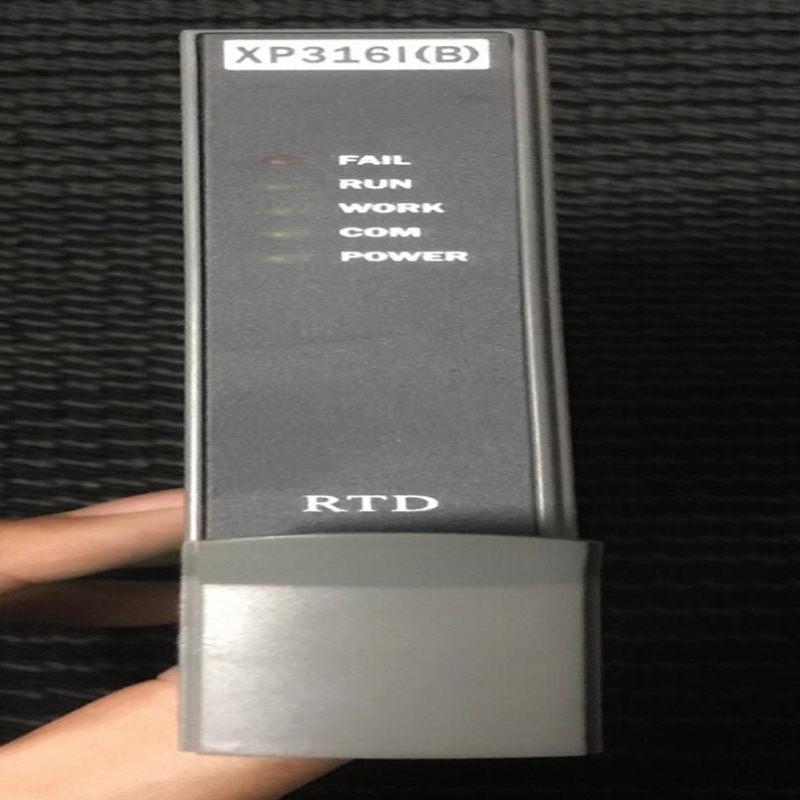 XP316I(B)
FAIL
RUN
WORK
COM
POWER
RTD